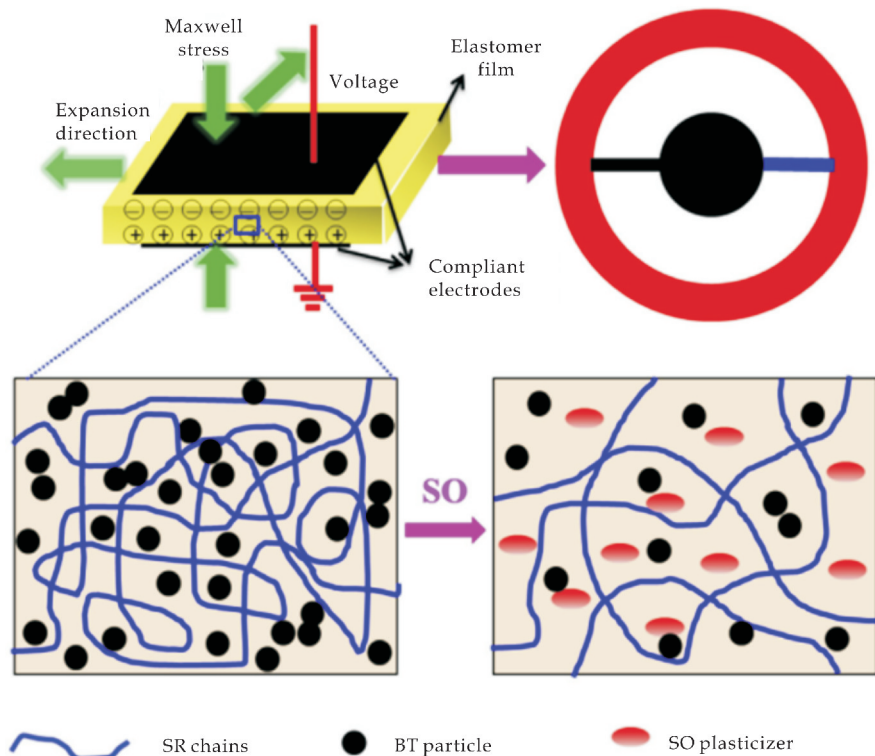 Maxwell
stress
Voltage
Elastomer
film
Expansion
direction
Compliant
electrodes
SO
SR chains
BT particle
SO plasticizer